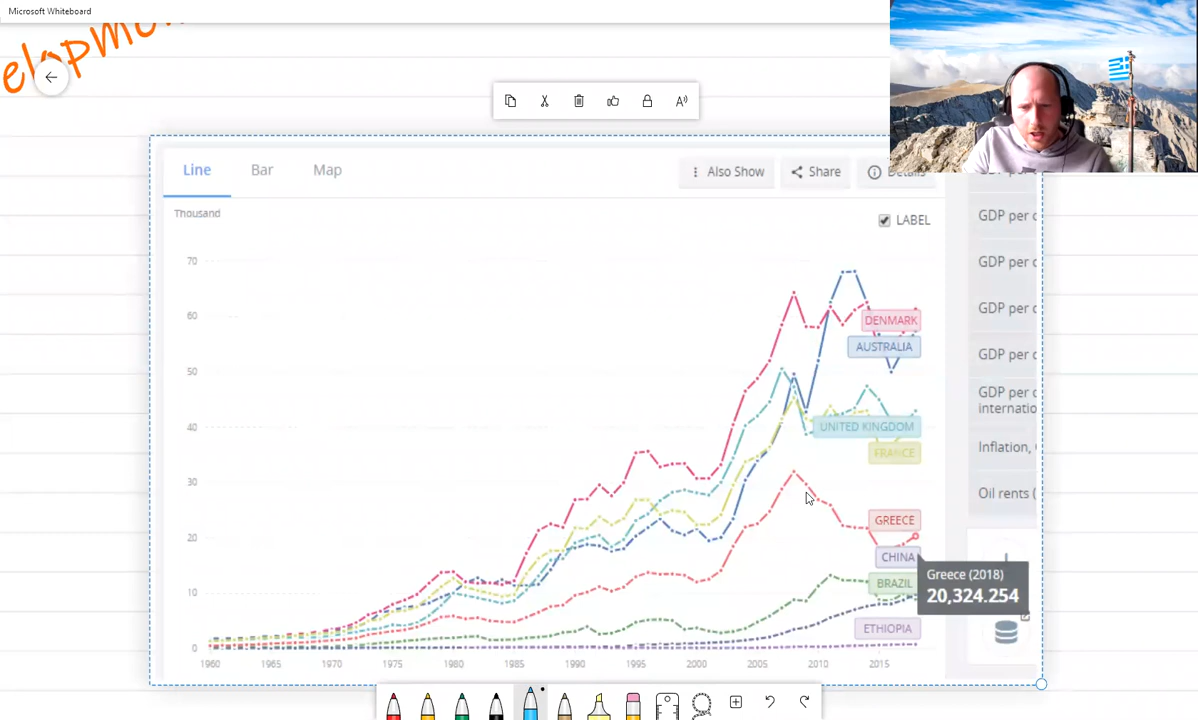 Microsoft Whiteboard
elopme
Line Bar Map
Also Show Share Details
Thousand
LABEL
GDP per c
GDP per c
GDP per c
GDP per c
GDP per c
internatio
Inflation,
Oil rents (
70
60
50
40
30
20
10
0
DENMARK
AUSTRALIA
UNITED KINGDOM
FRANCE
GREECE
CHINA
BRAZIL
ETHIOPIA
Greece (2018)
20,324.254
1960 1965 1970 1975 1980 1985 1990 1995 2000 2005 2010 2015